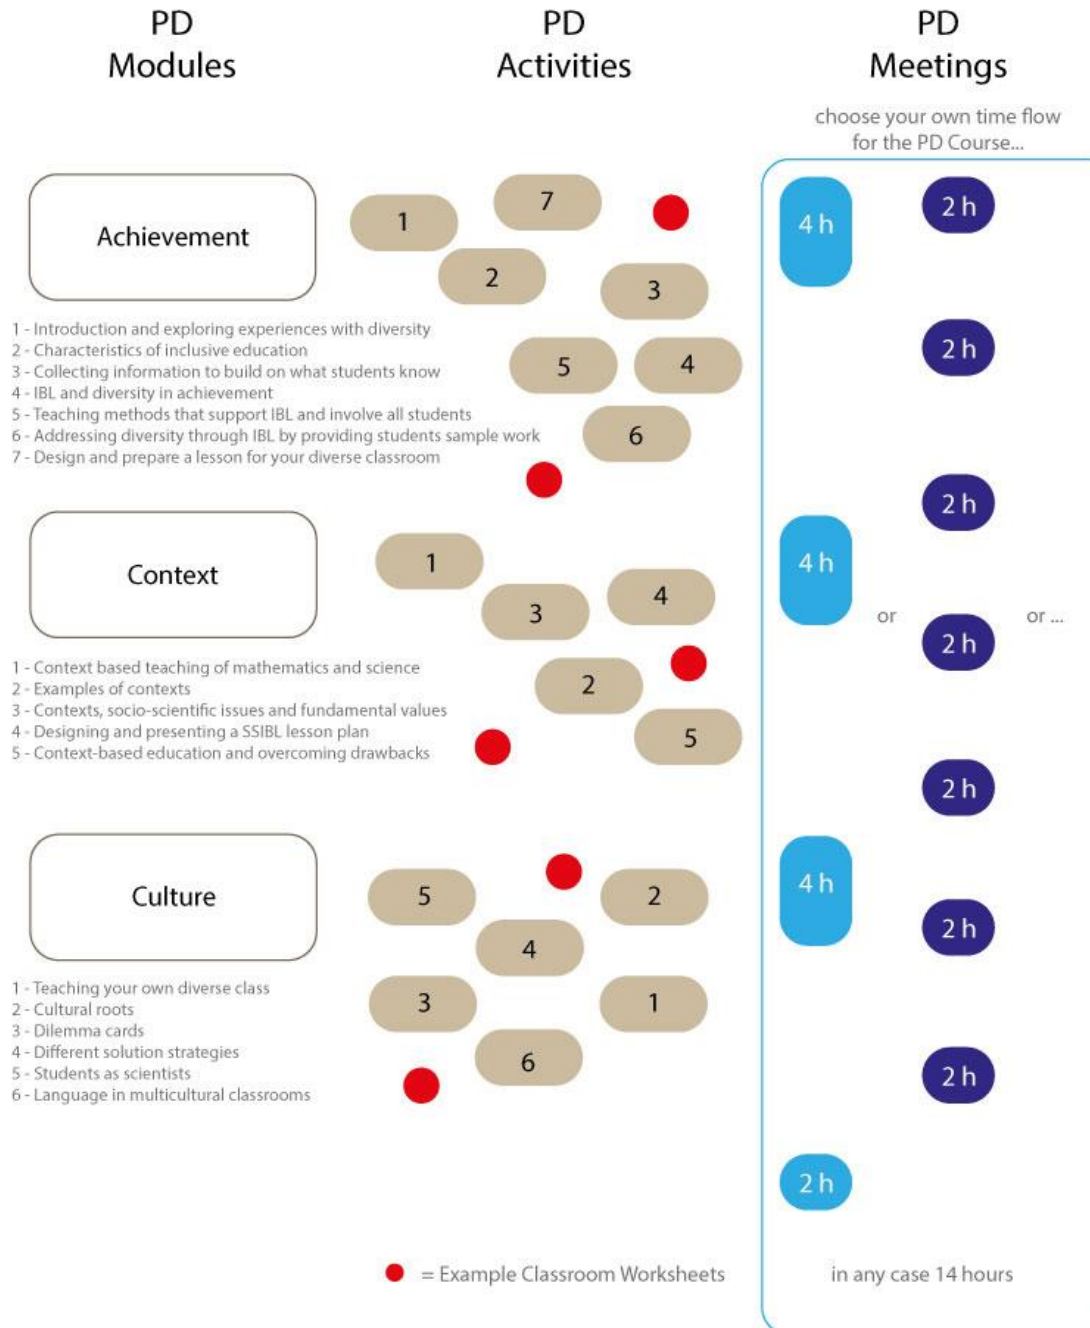 PD
Modules
PD
Activities
PD
Meetings
choose your own time flow
for the PD Course...
Achievement
1 - Introduction and exploring experiences with diversity
2 - Characteristics of inclusive education
3 - Collecting information to build on what students know
4 - IBL and diversity in achievement
5 - Teaching methods that support IBL and involve all students
6 - Addressing diversity through IBL by providing students sample work
7 - Design and prepare a lesson for your diverse classroom
1
7
2
3
5
4
6
Context
1 - Context based teaching of mathematics and science
2 - Examples of contexts
3 - Contexts, socio-scientific issues and fundamental values
4 - Designing and presenting a SSIBL lesson plan
5 - Context-based education and overcoming drawbacks
1
3
4
2
5
Culture
1 - Teaching your own diverse class
2 - Cultural roots
3 - Dilemma cards
4 - Different solution strategies
5 - Students as scientists
6 - Language in multicultural classrooms
5
2
4
3
1
6
4 h
4 h
4 h
2 h
or
2 h
2 h
2 h
2 h
2 h
2 h
2 h
or ...
= Example Classroom Worksheets
in any case 14 hours